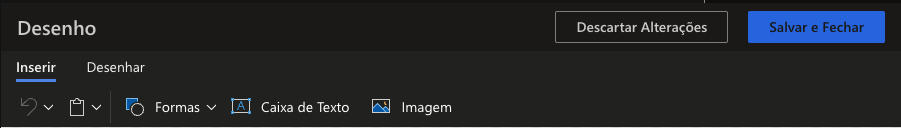 Desenho
Descartar Alterações
Salvar e Fechar
Inserir
Desenhar
Formas
A
Caixa de Texto
Imagem